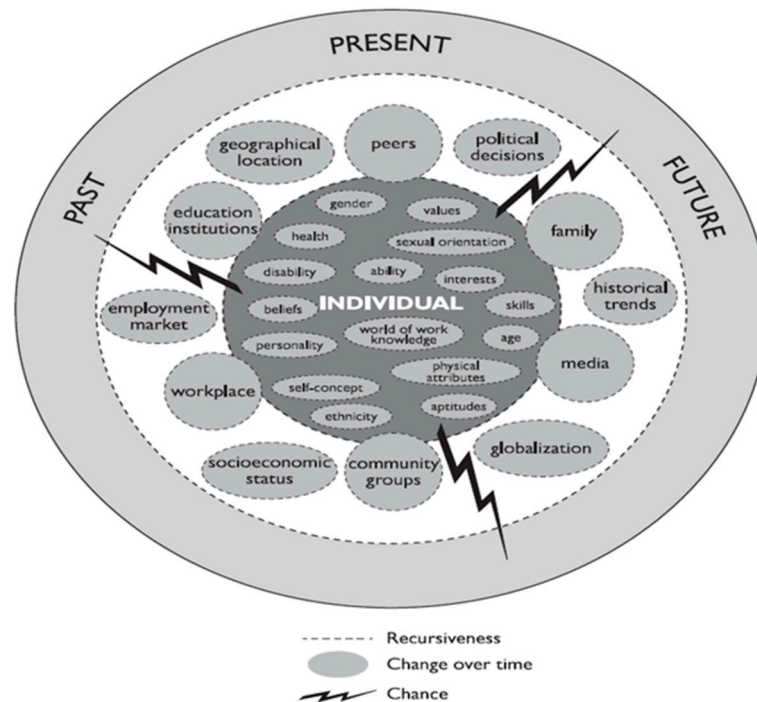 PRESENT
PAST
FUTURE
geographical
location
peers
political
decisions
education
institutions
family
employment
market
historical
trends
workplace
media
socioeconomic
status
community
groups
globalization
gender
values
health
sexual orientation
disability
ability
interests
INDIVIDUAL
beliefs
skills
world of work
knowledge
age
personality
physical
attributes
self-concept
aptitudes
ethnicity
Recursiveness
Change over time
Chance